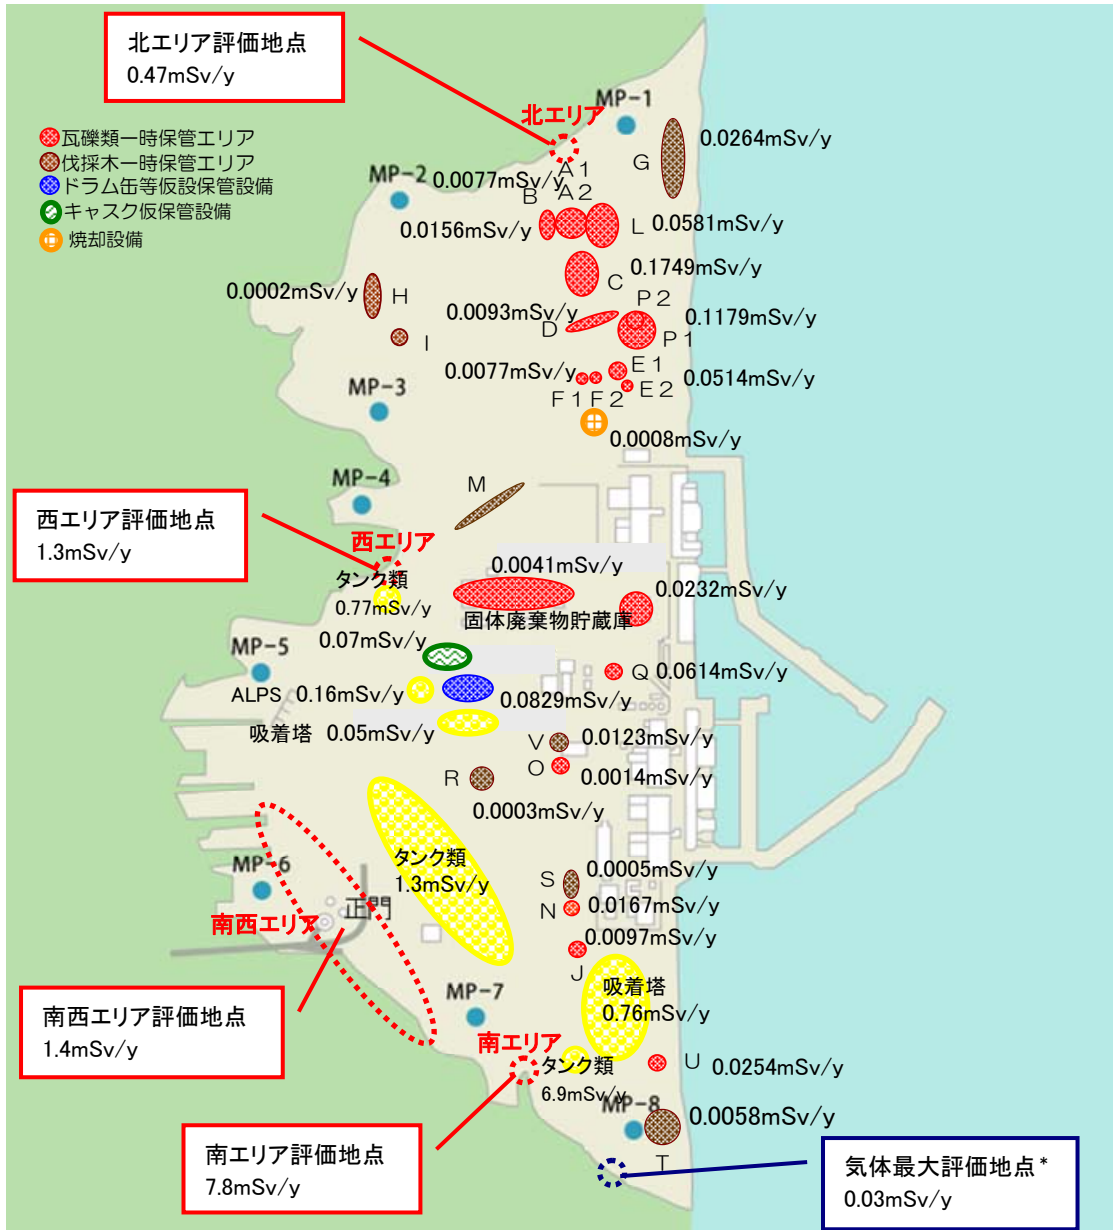 北エリア評価地点
0.47mSv/y
瓦礫類一時保管エリア
伐採木一時保管エリア
ドラム缶等仮設保管設備
キャスク仮保管設備
焼却設備
MP-1
北エリア
G
0.0264mSv/y
MP-2
0.0077mSv/y
A1
A2
B
0.0156mSv/y
L
0.0581mSv/y
C
0.1749mSv/y
0.0002mSv/y
H
I
0.0093mSv/y
D
P2
P1
0.1179mSv/y
0.0077mSv/y
E1
E2
0.0514mSv/y
F1
F2
MP-3
0.0008mSv/y
MP-4
M
西エリア評価地点
1.3mSv/y
西エリア
タンク類
0.77mSv/y
0.0041mSv/y
固体廃棄物貯蔵庫
0.0232mSv/y
0.07mSv/y
MP-5
Q
0.0614mSv/y
ALPS
0.16mSv/y
0.0829mSv/y
吸着塔
0.05mSv/y
V
0.0123mSv/y
O
0.0014mSv/y
R
0.0003mSv/y
タンク類
1.3mSv/y
MP-6
正門
南西エリア
S
0.0005mSv/y
N
0.0167mSv/y
J
0.0097mSv/y
吸着塔
0.76mSv/y
南西エリア評価地点
1.4mSv/y
MP-7
南エリア
タンク類
6.9mSv/y
U
0.0254mSv/y
MP-8
0.0058mSv/y
T
南エリア評価地点
7.8mSv/y
気体最大評価地点*
0.03mSv/y